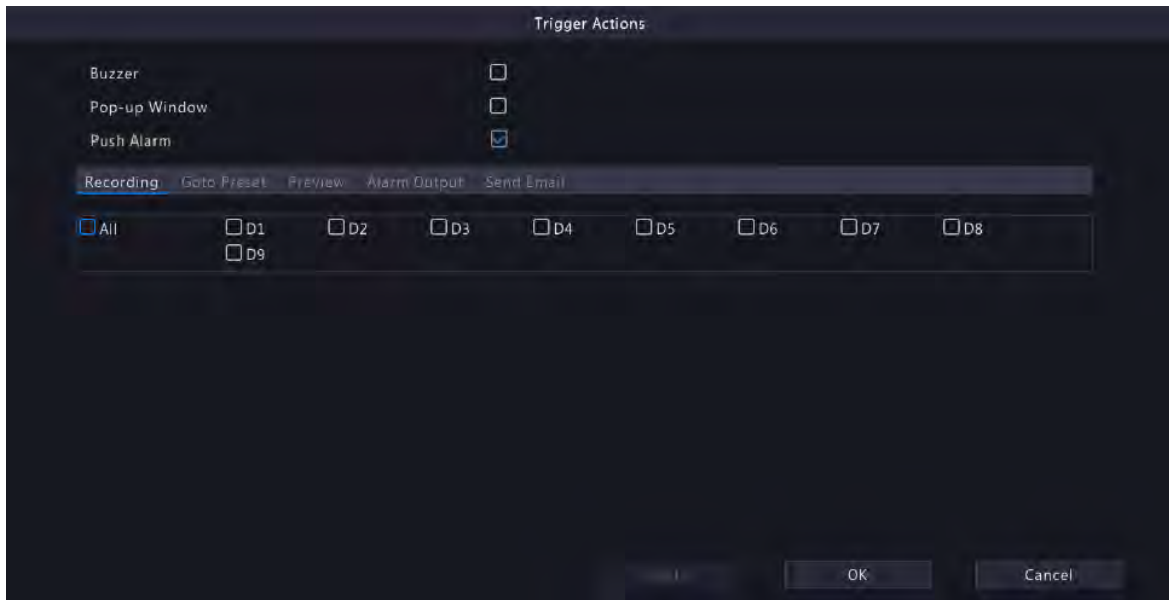 Trigger Actions
Buzzer
Pop-up Window
Push Alarm
Recording Goto Preset Preview Alarm Output Send Email
All D1 D2 D3 D4 D5 D6 D7 D8
D9
OK Cancel